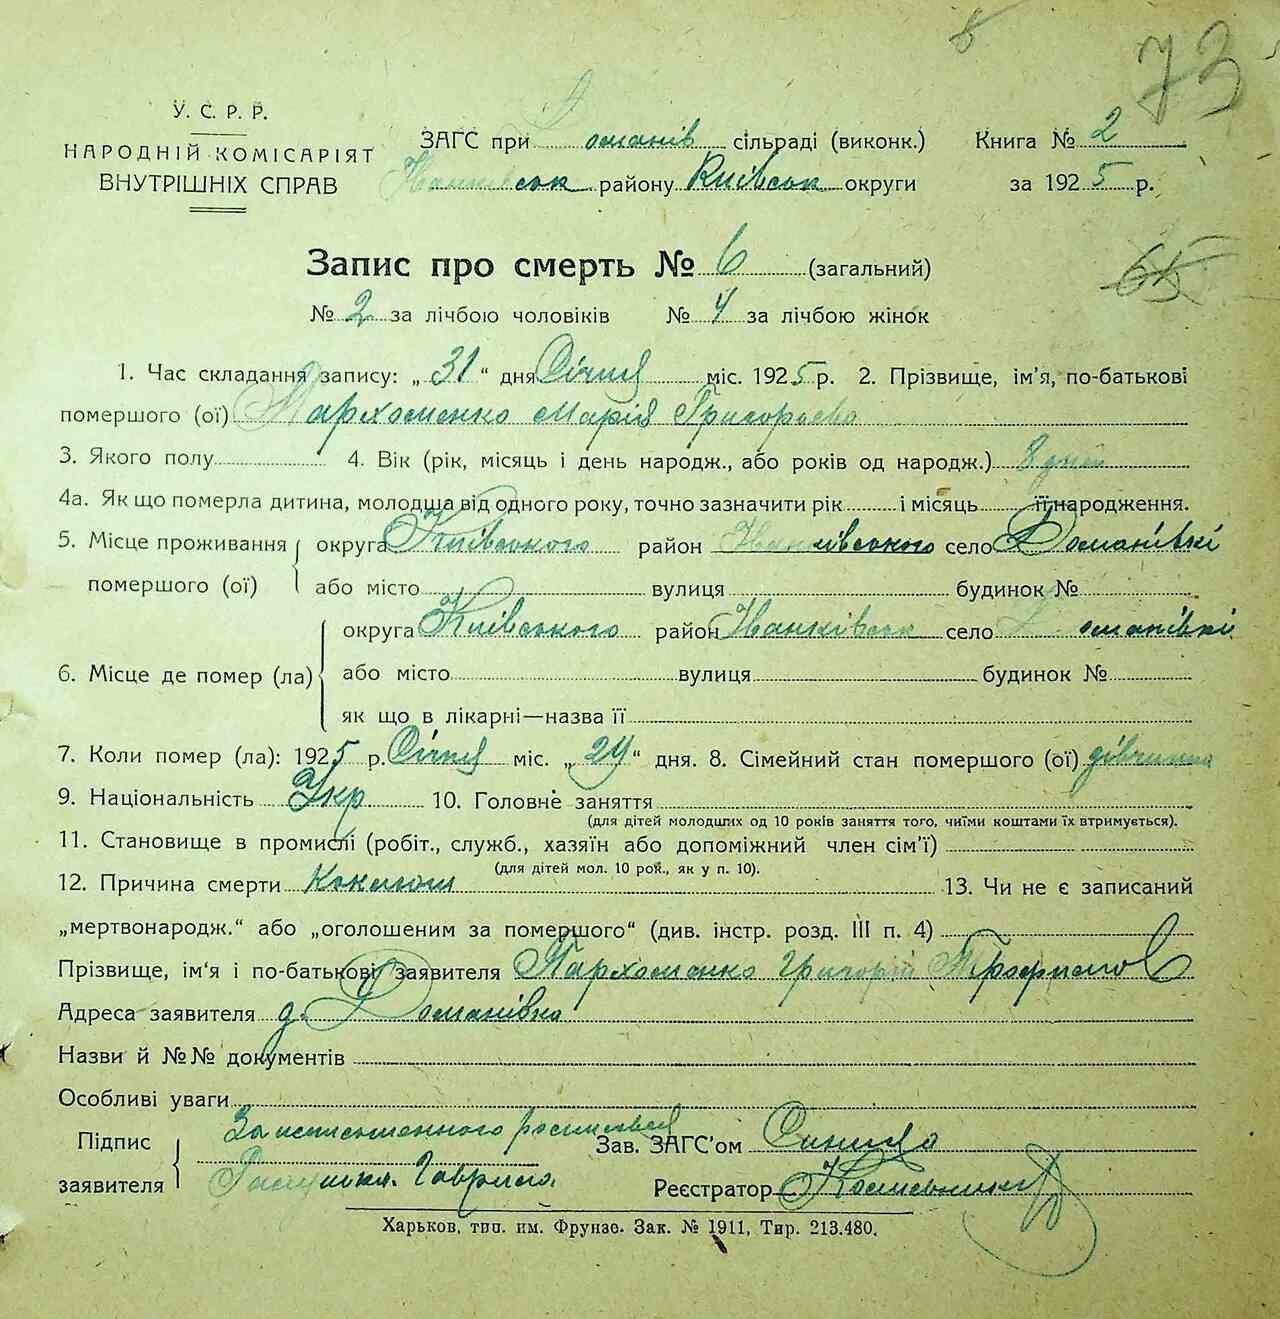 73
У. С. Р. Р.
НАРОДНІЙ КОМІСАРІЯТ
ВНУТРІШНІХ СПРАВ
ЗАГС при Доманів сільраді (виконк.) Книга № 2
Іванківськ району Київськ округи за 1925 р.
Запис про смерть № 6 (загальний)
65
№ 2 за лічбою чоловіків № 4 за лічбою жінок
1. Час складання запису: „31“ дня Січня міс. 1925 р. 2. Прізвище, ім'я, по-батькові
помершого (ої) Пархоменко Марія Григорьева
3. Якого полу 4. Вік (рік, місяць і день народж., або років од народж.) 8 дней
4а. Як що померла дитина, молодша від одного року, точно зазначити рік і місяць її народження.
5. Місце проживання помершого (ої) округа Київського район Іванківського село Доманівкі
або місто вулиця будинок №
6. Місце де помер (ла) округа Київського район Іванківськ село Доманівкі
або місто вулиця будинок №
як що в лікарні—назва її
7. Коли помер (ла): 1925 р. Січня міс. „24“ дня. 8. Сімейний стан помершого (ої) дівчинка
9. Національність Укр 10. Головне заняття
(для дітей молодших од 10 років заняття того, чиїми коштами їх втримується).
11. Становище в промислі (робіт., служб., хазяїн або допоміжний член сім'ї)
(для дітей мол. 10 рок., як у п. 10).
12. Причина смерти Коклюш 13. Чи не є записаний
„мертвонародж.“ або „оголошеним за помершого“ (див. інстр. розд. III п. 4)
Прізвище, ім'я і по-батькові заявителя Пархоменко Григорій Трофимов
Адреса заявителя д. Доманівка
Назви й №№ документів
Особливі уваги
Підпис заявителя За неписьменного росписався
Гаврило
Зав. ЗАГС'ом Синица
Реєстратор
Харьков, тип. им. Фрунзе. Зак. № 1911, Тир. 213.480.